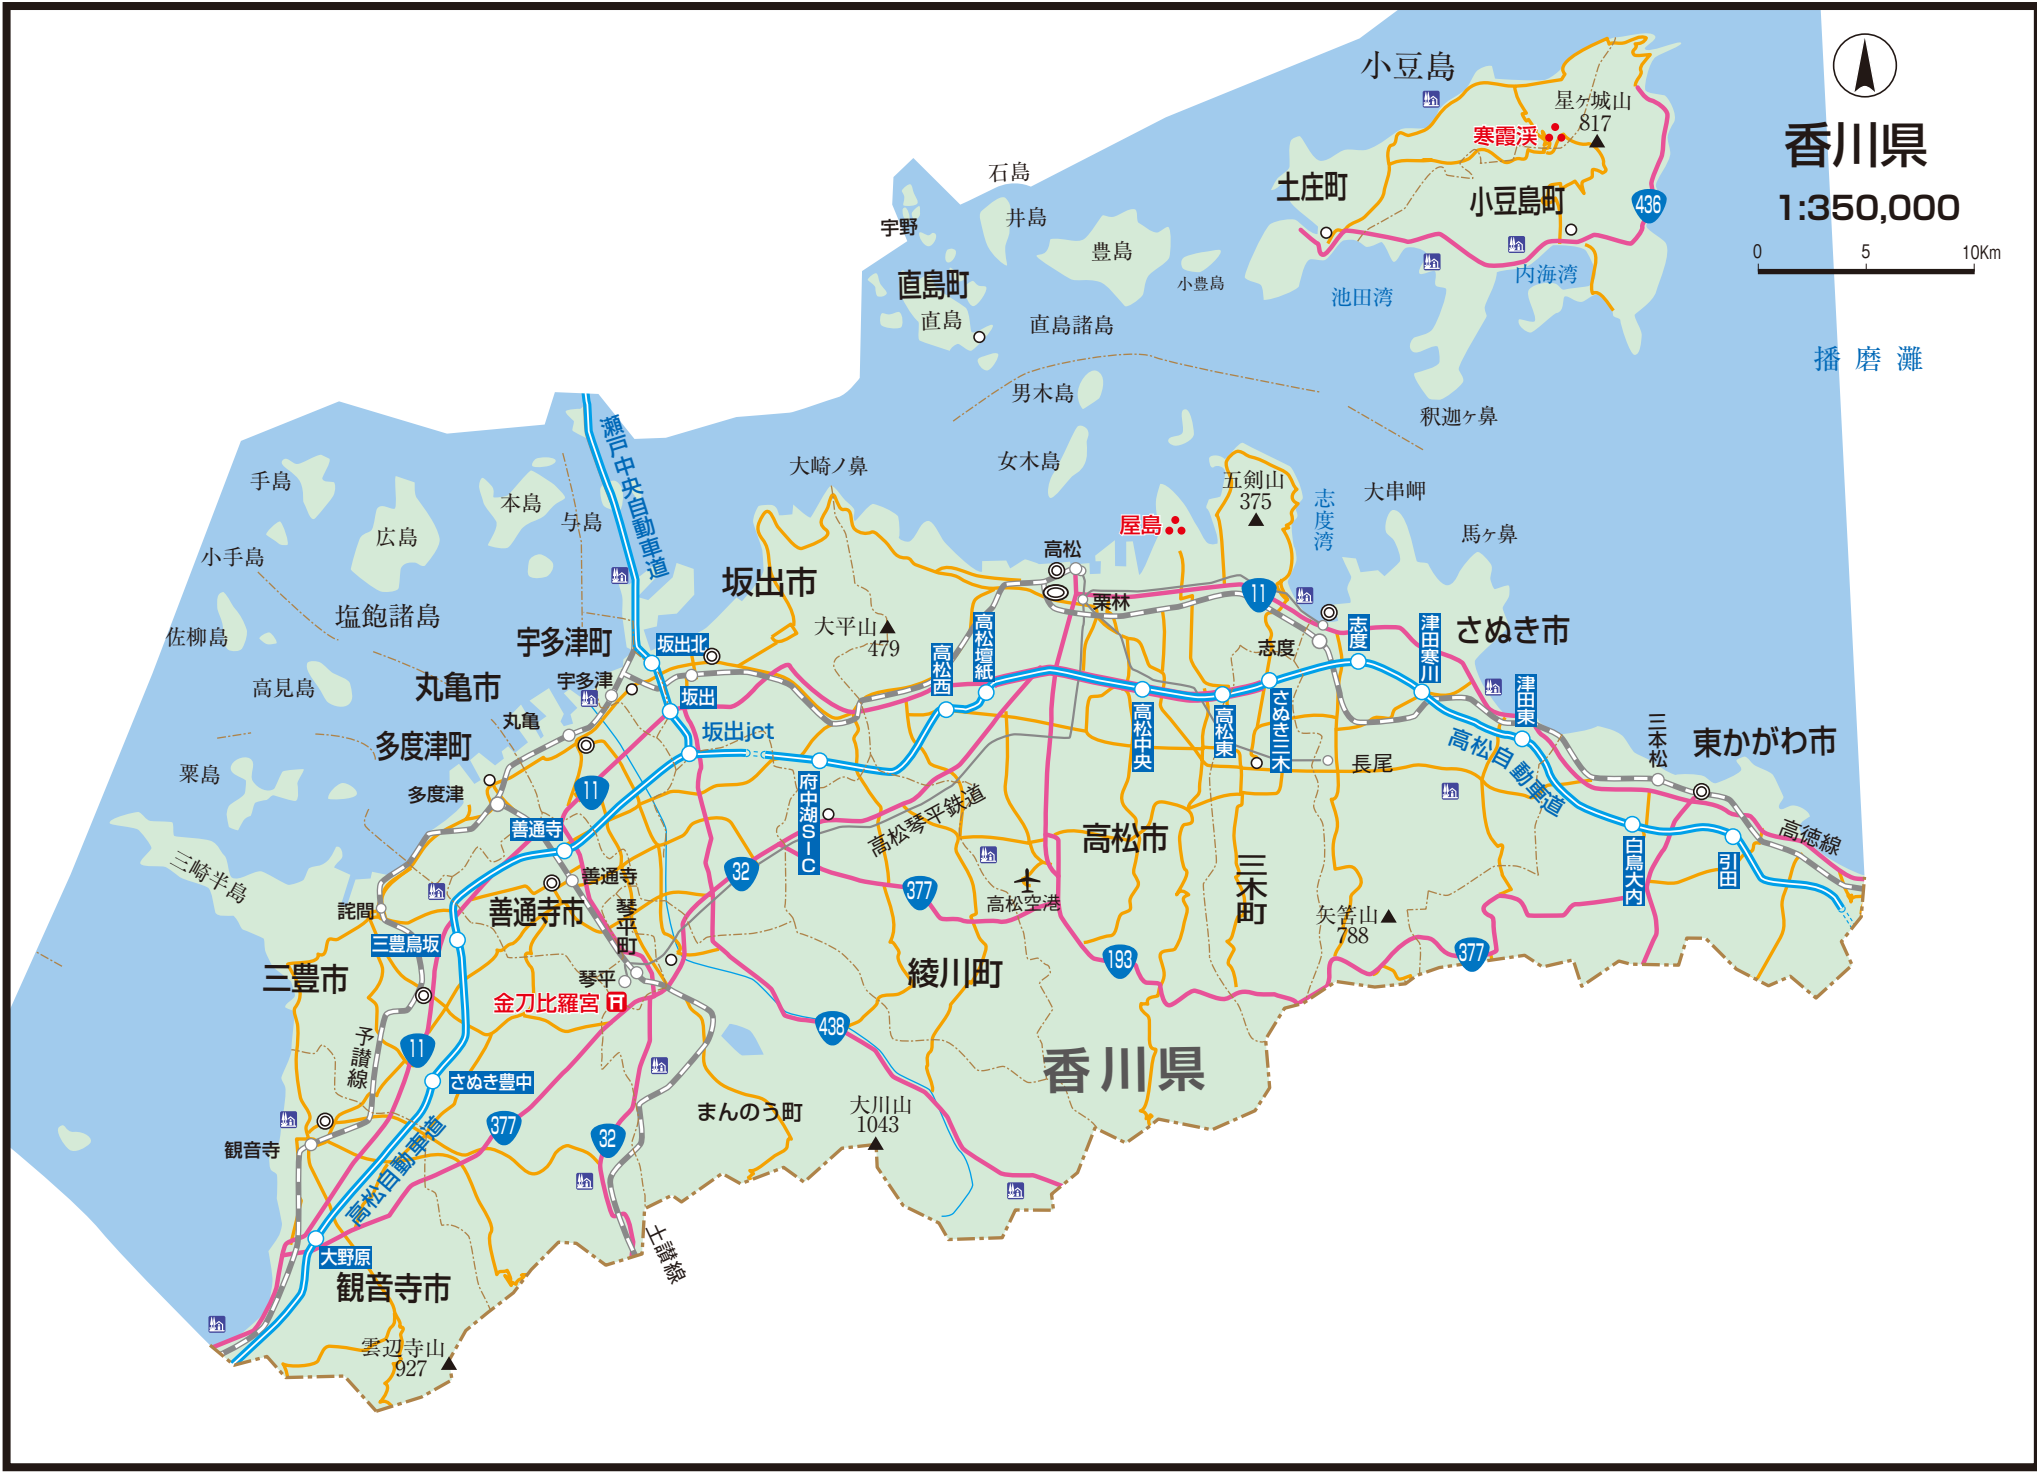 香川県
1:350,000
0 5 10Km
小豆島
星ヶ城山
817
寒霞渓
土庄町
小豆島町
436
内海湾
池田湾
播磨灘
石島
井島
宇野
豊島
小豊島
直島町
直島
直島諸島
男木島
女木島
釈迦ヶ鼻
大串岬
馬ヶ鼻
志度湾
五剣山
375
屋島
大崎ノ鼻
瀬戸中央自動車道
手島
本島
与島
広島
小手島
塩飽諸島
佐柳島
高見島
粟島
三崎半島
坂出市
高松
栗林
11
大平山
479
宇多津町
宇多津
坂出北
坂出
坂出jct
丸亀市
丸亀
多度津町
多度津
高松西
高松壇紙
高松中央
高松東
さぬき三木
志度
志度
津田寒川
さぬき市
津田東
三本松
東かがわ市
長尾
高松自動車道
高徳線
白鳥大内
引田
11
善通寺
善通寺
善通寺市
府中湖SIC
高松琴平鉄道
32
377
高松空港
高松市
三木町
矢筈山
788
377
193
詫間
三豊鳥坂
三豊市
琴平町
琴平
金刀比羅宮
綾川町
438
香川県
予讃線
11
さぬき豊中
377
32
まんのう町
大川山
1043
観音寺
高松自動車道
大野原
観音寺市
土讃線
雲辺寺山
927